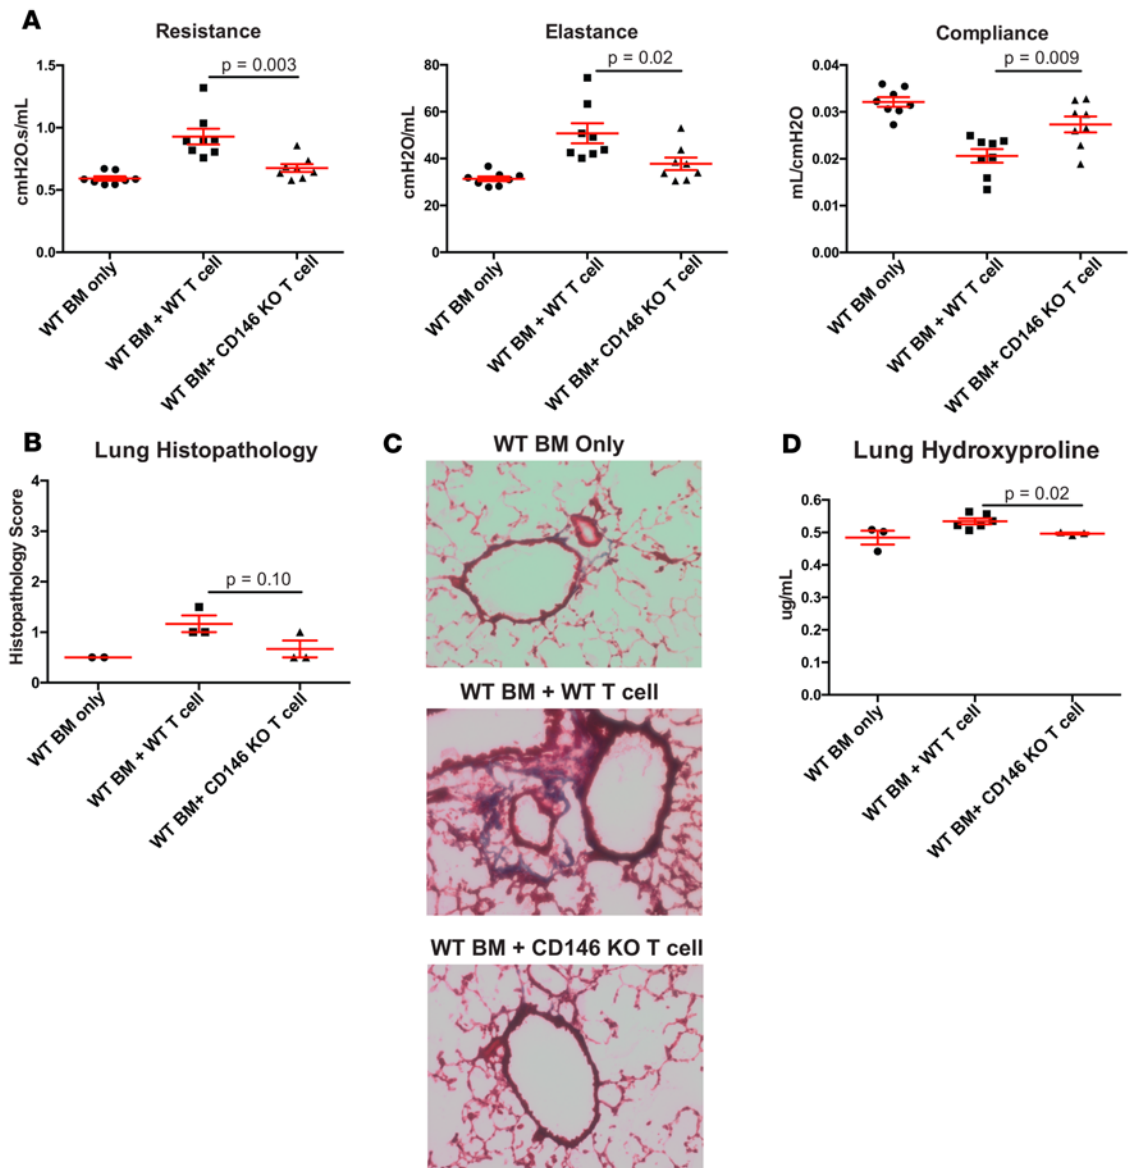 A
Resistance
cmH2O.s/mL
1.5
1.0
0.5
0.0
p = 0.003
WT BM only
WT BM + WT T cell
WT BM+ CD146 KO T cell
Elastance
cmH2O/mL
80
60
40
20
0
p = 0.02
WT BM only
WT BM + WT T cell
WT BM+ CD146 KO T cell
Compliance
mL/cmH2O
0.04
0.03
0.02
0.01
0.00
p = 0.009
WT BM only
WT BM + WT T cell
WT BM+ CD146 KO T cell
B
Lung Histopathology
Histopathology Score
4
3
2
1
0
p = 0.10
WT BM only
WT BM + WT T cell
WT BM+ CD146 KO T cell
C
WT BM Only
WT BM + WT T cell
WT BM + CD146 KO T cell
D
Lung Hydroxyproline
ug/mL
0.6
0.5
0.4
0.3
0.2
0.1
0.0
p = 0.02
WT BM only
WT BM + WT T cell
WT BM+ CD146 KO T cell